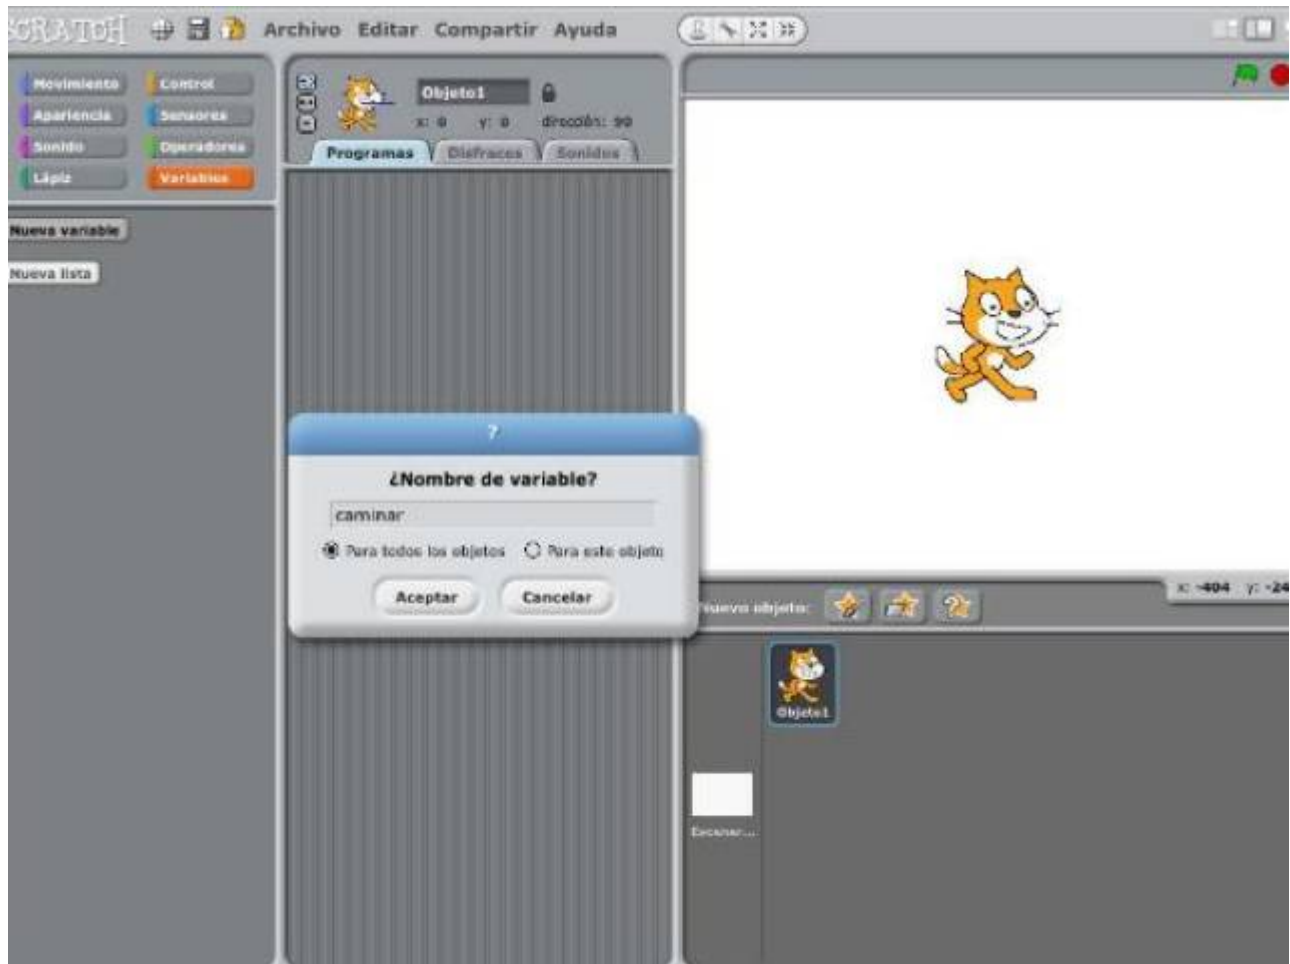 SCRATCH Archivo Editar Compartir Ayuda
Movimiento Control
Apariencia Sensores
Sonido Operadores
Lápiz Variables
Nueva variable
Nueva lista
Objeto1
x: 0 y: 0 dirección: 90
Programas Disfraces Sonidos
?
¿Nombre de variable?
caminar
Para todos los objetos Para este objeto
Aceptar Cancelar
x: -404 y: -24
Nuevo objeto:
Objeto1
Escenar...